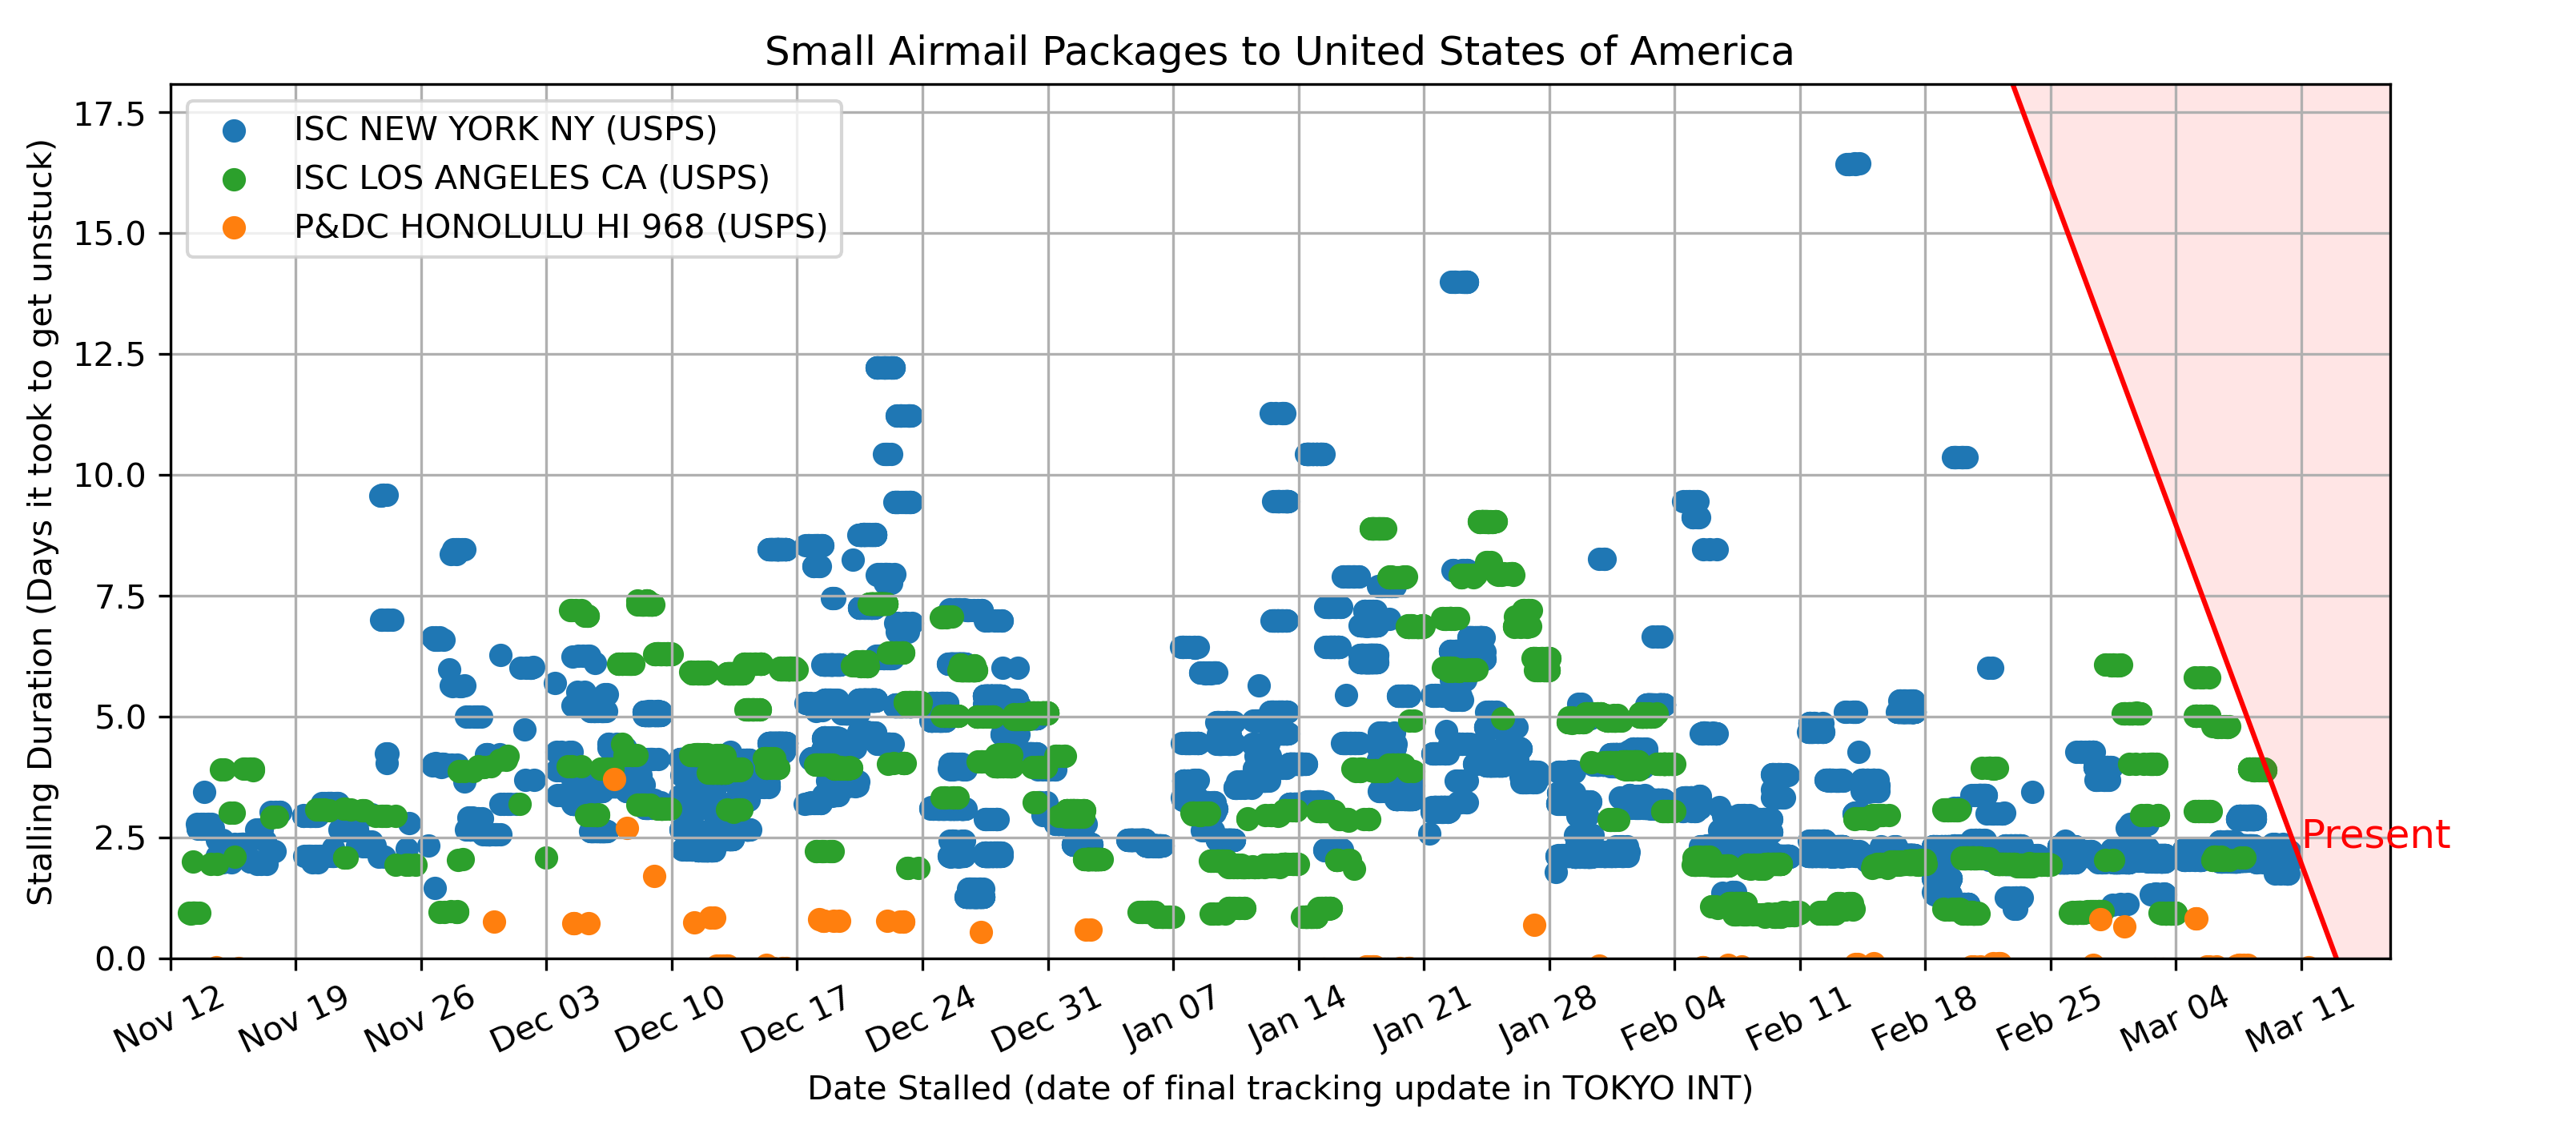 Small Airmail Packages to United States of America
ISC NEW YORK NY (USPS)
ISC LOS ANGELES CA (USPS)
P&DC HONOLULU HI 968 (USPS)
Stalling Duration (Days it took to get unstuck)
17.5
15.0
12.5
10.0
7.5
5.0
2.5
0.0
Present
Nov 12
Nov 19
Nov 26
Dec 03
Dec 10
Dec 17
Dec 24
Dec 31
Jan 07
Jan 14
Jan 21
Jan 28
Feb 04
Feb 11
Feb 18
Feb 25
Mar 04
Mar 11
Date Stalled (date of final tracking update in TOKYO INT)